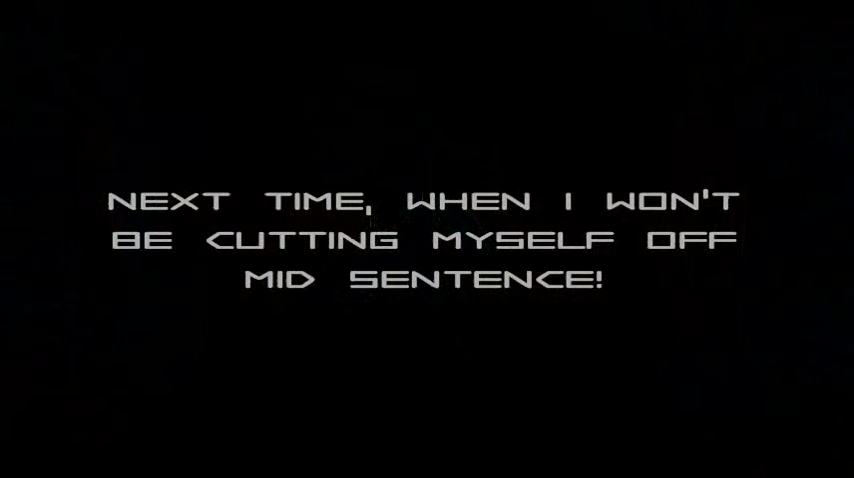 NEXT TIME, WHEN I WON'T
BE CUTTING MYSELF OFF
MID SENTENCE!